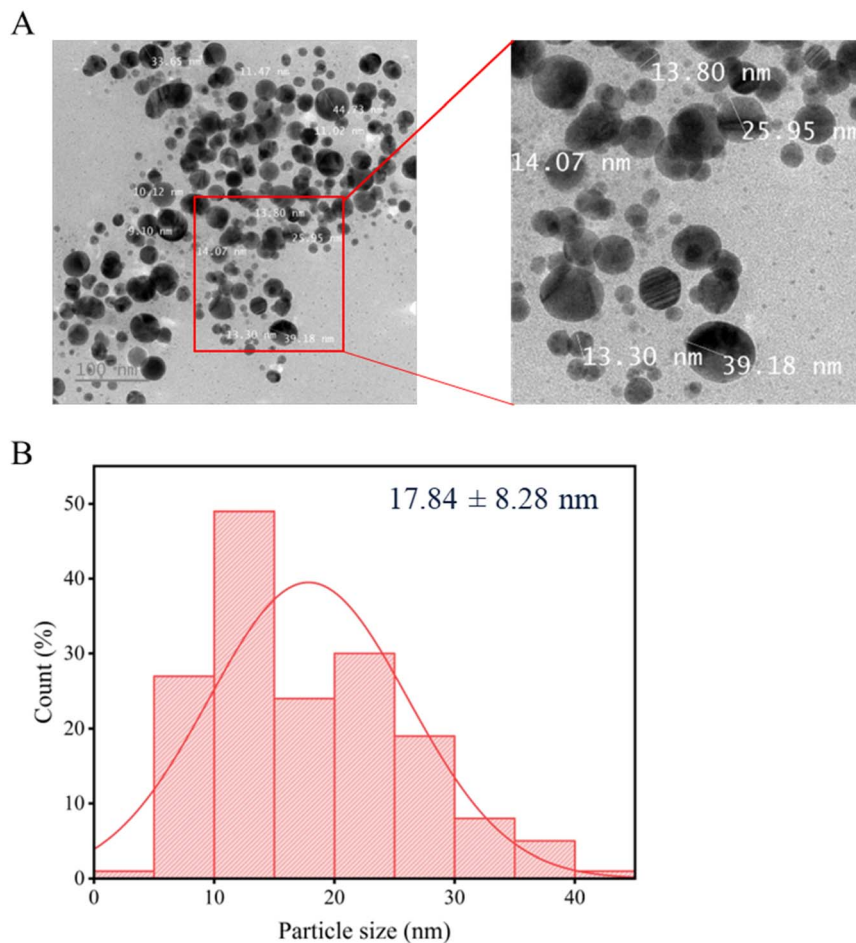 A
33.65 nm
11.47 nm
44.73 nm
11.02 nm
10.12 nm
13.80 nm
9.10 nm
25.95 nm
14.07 nm
13.30 nm
39.18 nm
100 nm
13.80 nm
25.95 nm
14.07 nm
13.30 nm
39.18 nm
B
17.84 ± 8.28 nm
50
40
30
20
10
0
Count (%)
0 10 20 30 40
Particle size (nm)